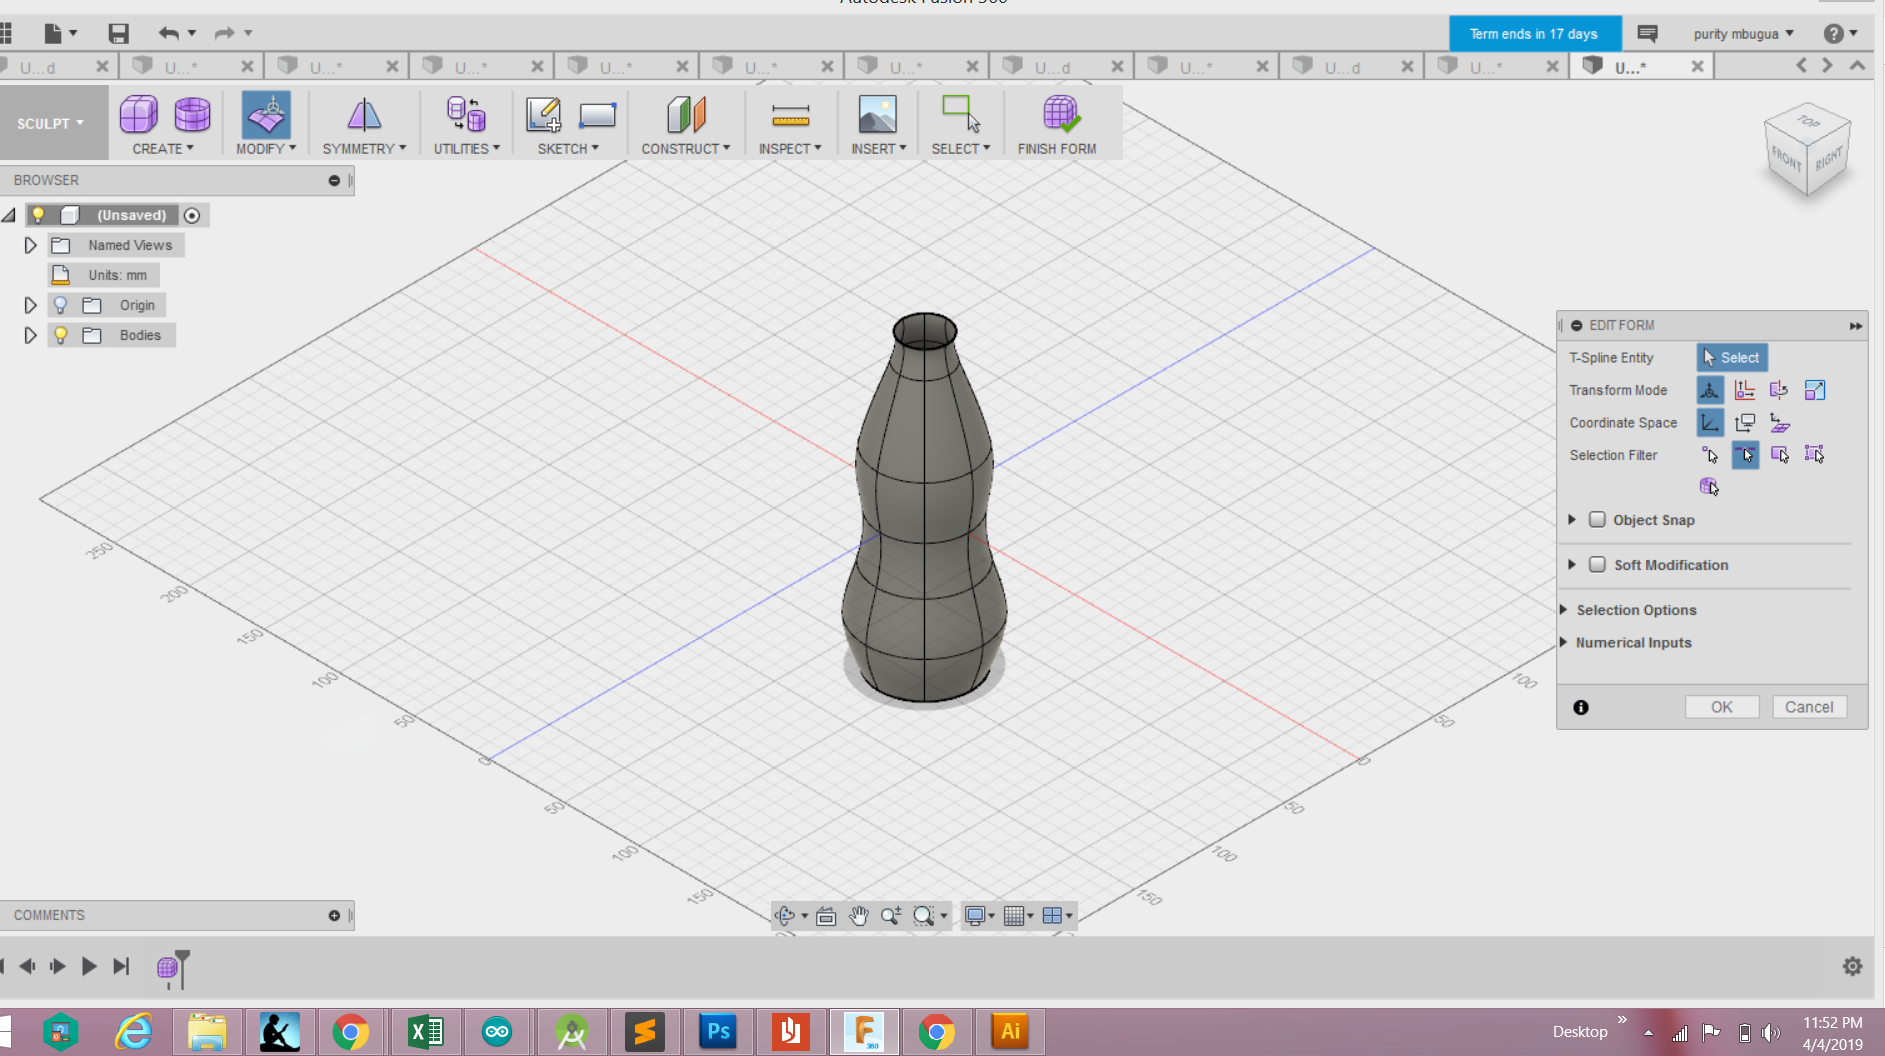 Autodesk Fusion 360
Term ends in 17 days
purity mbugua
U...d U...* U...* U...* U...* U...* U...* U...d U...* U...d U...* U...*
SCULPT
CREATE MODIFY SYMMETRY UTILITIES SKETCH CONSTRUCT INSPECT INSERT SELECT FINISH FORM
TOP
FRONT RIGHT
BROWSER
(Unsaved)
Named Views
Units: mm
Origin
Bodies
EDIT FORM
T-Spline Entity Select
Transform Mode
Coordinate Space
Selection Filter
Object Snap
Soft Modification
Selection Options
Numerical Inputs
OK Cancel
250
200
150
100
50
0
50
100
150
100
50
0
50
100
150
COMMENTS
Ps
Ai
360
Desktop
11:52 PM
4/4/2019